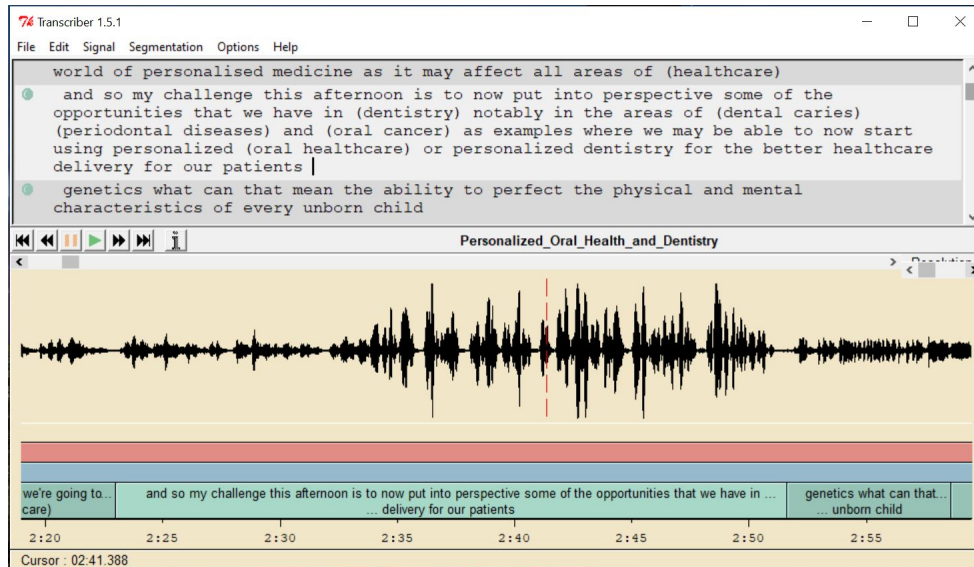 Transcriber 1.5.1
File Edit Signal Segmentation Options Help
world of personalised medicine as it may affect all areas of (healthcare)
and so my challenge this afternoon is to now put into perspective some of the
opportunities that we have in (dentistry) notably in the areas of (dental caries)
(periodontal diseases) and (oral cancer) as examples where we may be able to now start
using personalized (oral healthcare) or personalized dentistry for the better healthcare
delivery for our patients
genetics what can that mean the ability to perfect the physical and mental
characteristics of every unborn child
Personalized_Oral_Health_and_Dentistry
we're going to...
care)
and so my challenge this afternoon is to now put into perspective some of the opportunities that we have in ...
... delivery for our patients
genetics what can that...
... unborn child
2:20 2:25 2:30 2:35 2:40 2:45 2:50 2:55
Cursor : 02:41.388